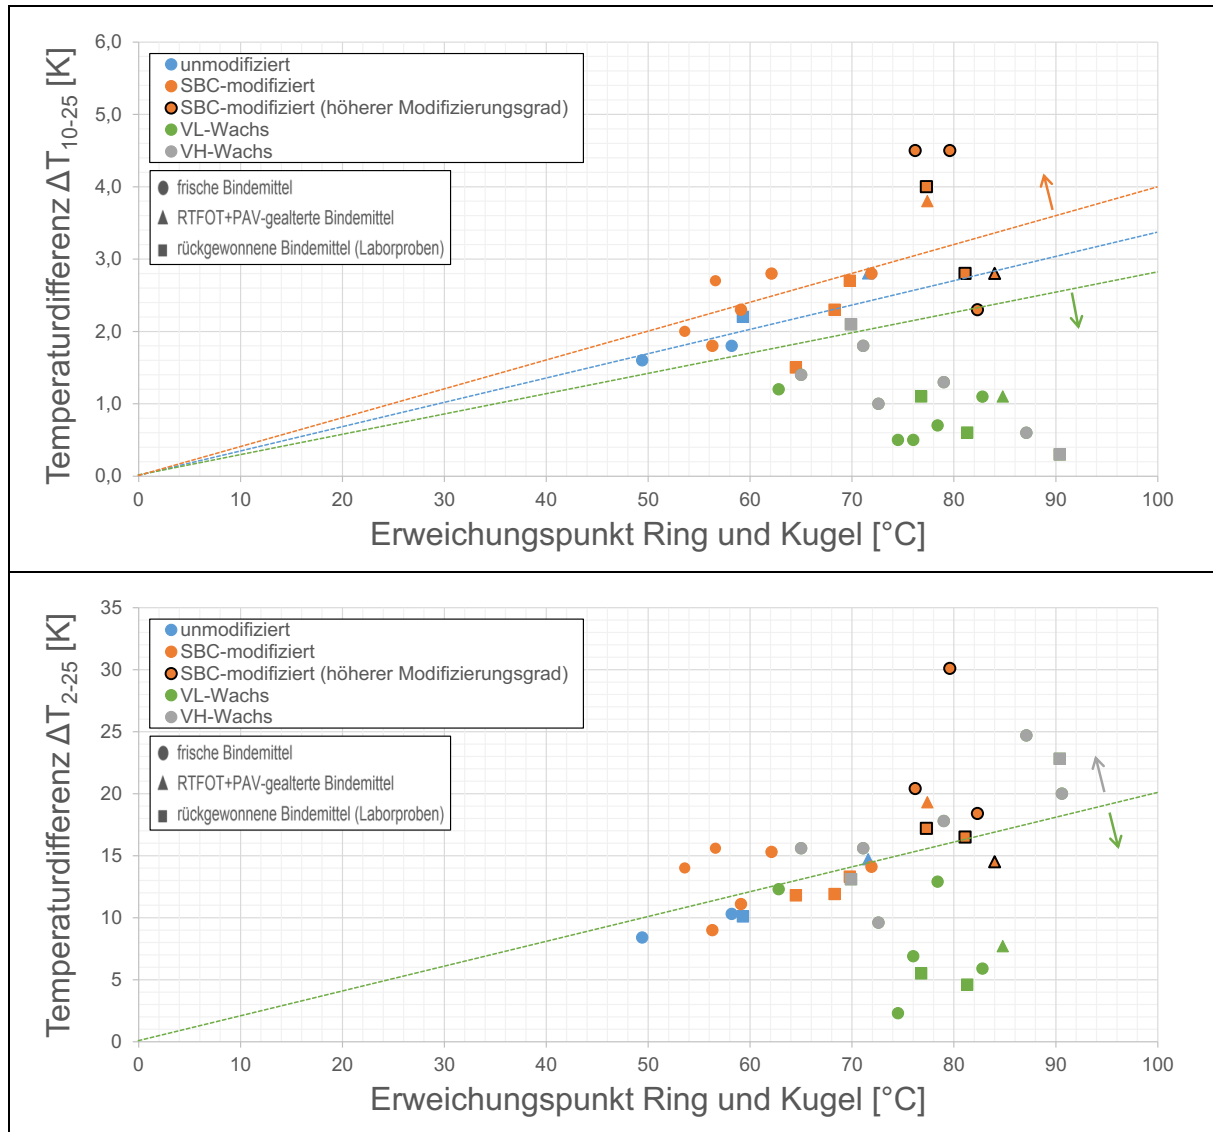 Temperaturdifferenz ΔT10-25 [K]
6,0
5,0
4,0
3,0
2,0
1,0
0,0
unmodifiziert
SBC-modifiziert
SBC-modifiziert (höherer Modifizierungsgrad)
VL-Wachs
VH-Wachs
frische Bindemittel
RTFOT+PAV-gealterte Bindemittel
rückgewonnene Bindemittel (Laborproben)
0 10 20 30 40 50 60 70 80 90 100
Erweichungspunkt Ring und Kugel [°C]
Temperaturdifferenz ΔT2-25 [K]
35
30
25
20
15
10
5
0
unmodifiziert
SBC-modifiziert
SBC-modifiziert (höherer Modifizierungsgrad)
VL-Wachs
VH-Wachs
frische Bindemittel
RTFOT+PAV-gealterte Bindemittel
rückgewonnene Bindemittel (Laborproben)
0 10 20 30 40 50 60 70 80 90 100
Erweichungspunkt Ring und Kugel [°C]